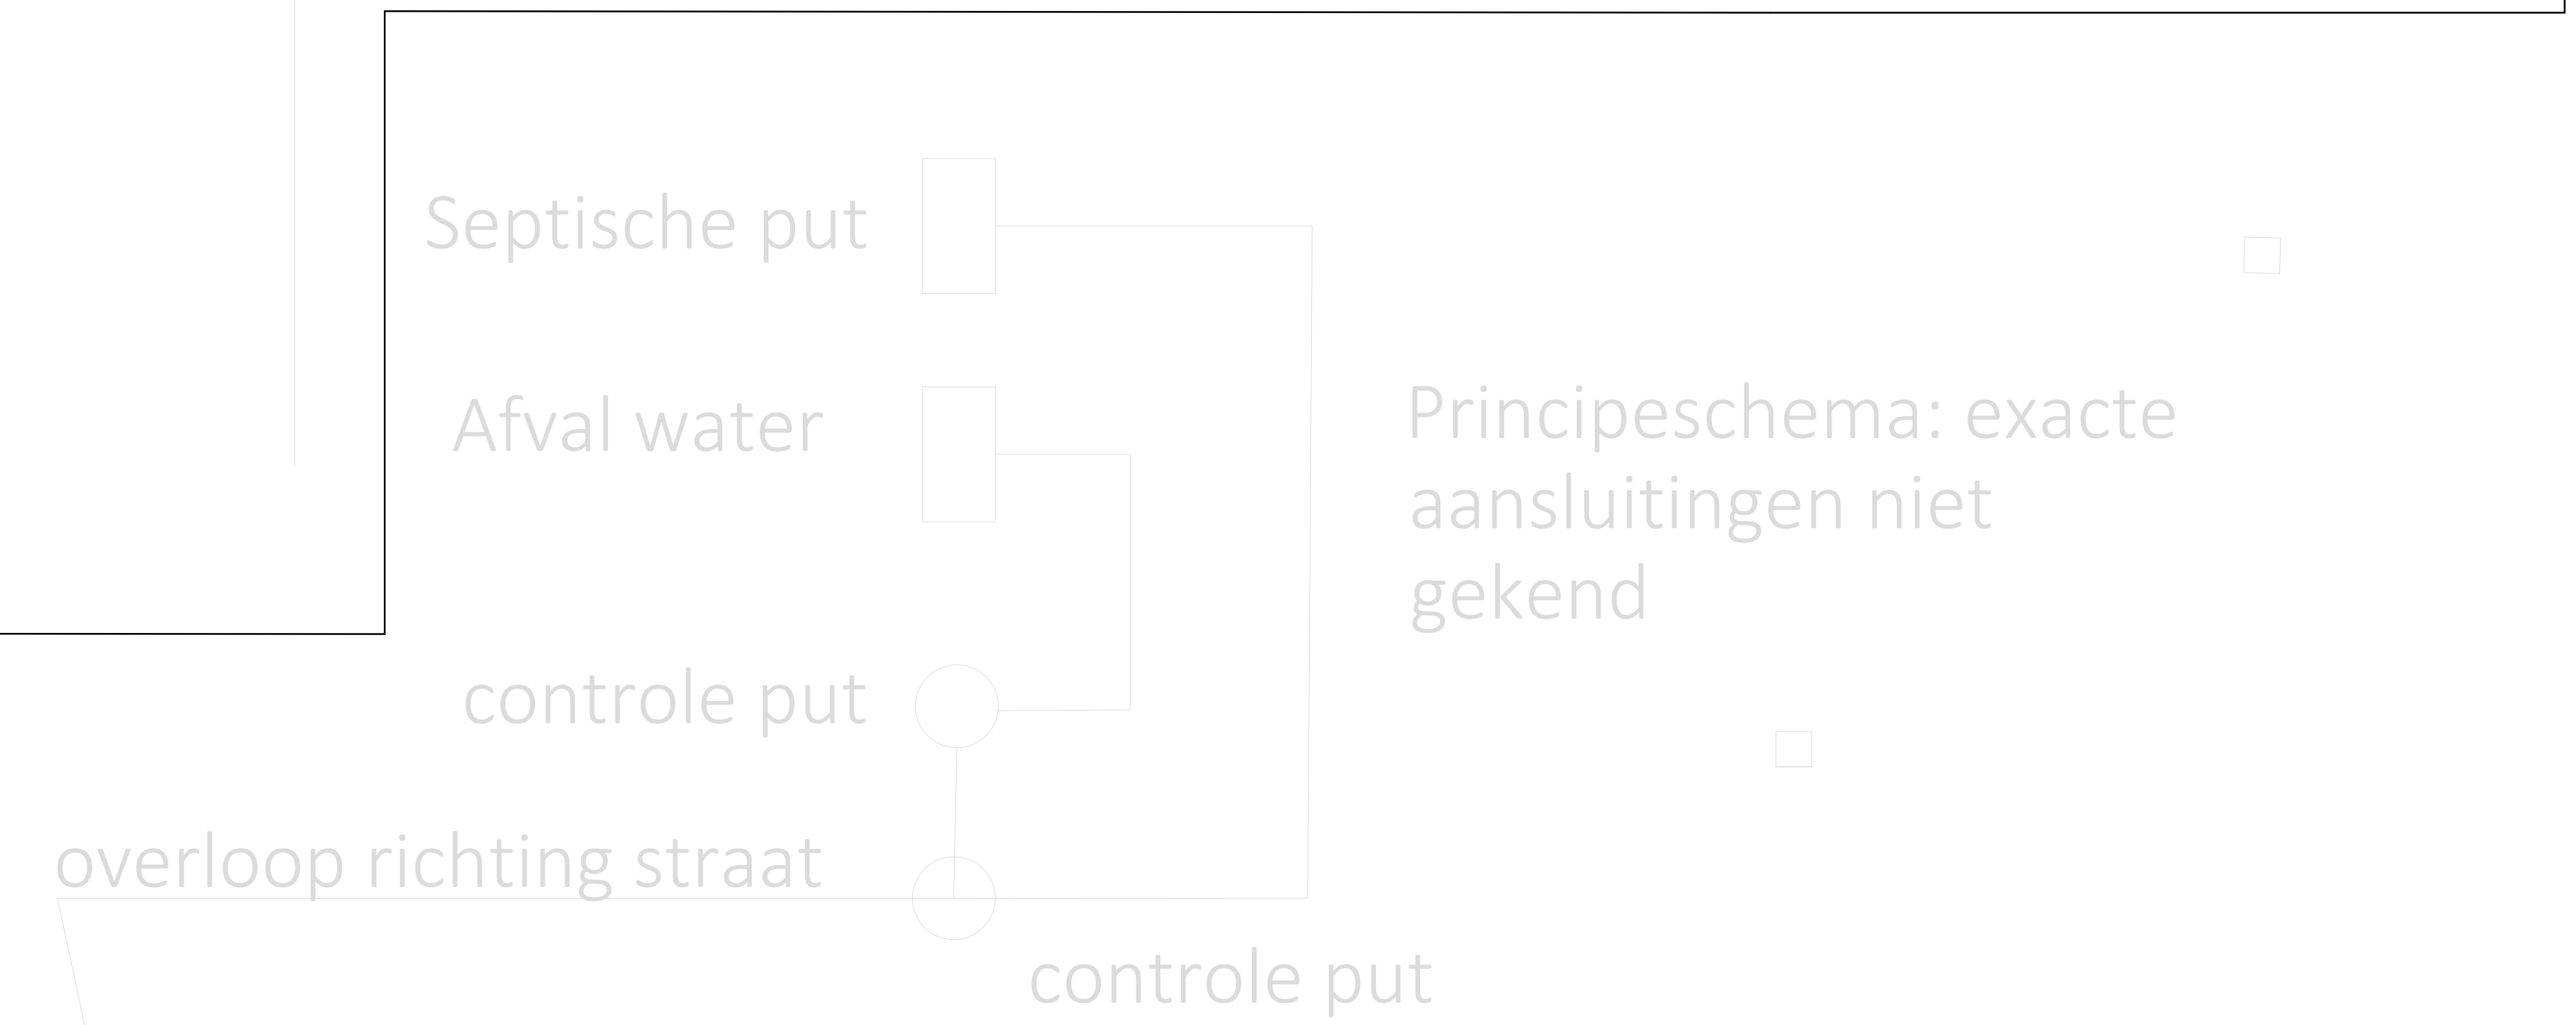 Septische put
Afval water
Principeschema: exacte
aansluitingen niet
gekend
controle put
overloop richting straat
controle put